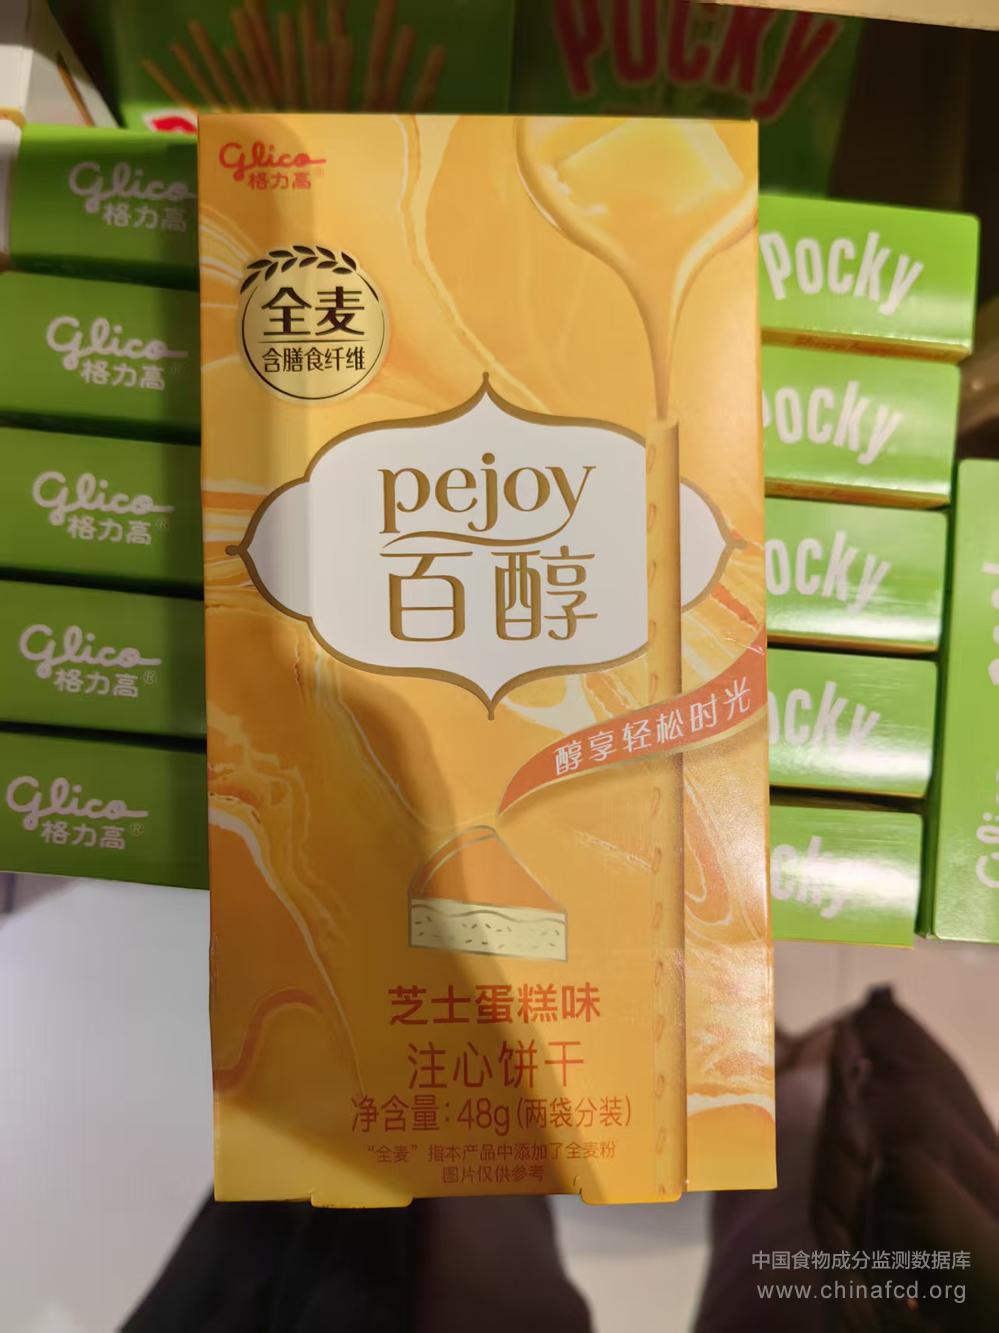 POCKY
Glico
格力高
Glico
格力高
全麦
含膳食纤维
pejoy
百醇
醇享轻松时光
芝士蛋糕味
注心饼干
净含量：48g(两袋分装)
“全麦”指本产品中添加了全麦粉
图片仅供参考
Glico
格力高®
Glico
格力高®
Glico
格力高®
Glico
格力高®
POCKY
POCKY
OCKY
OCKY
CKY
中国食物成分监测数据库
www.chinafcd.org